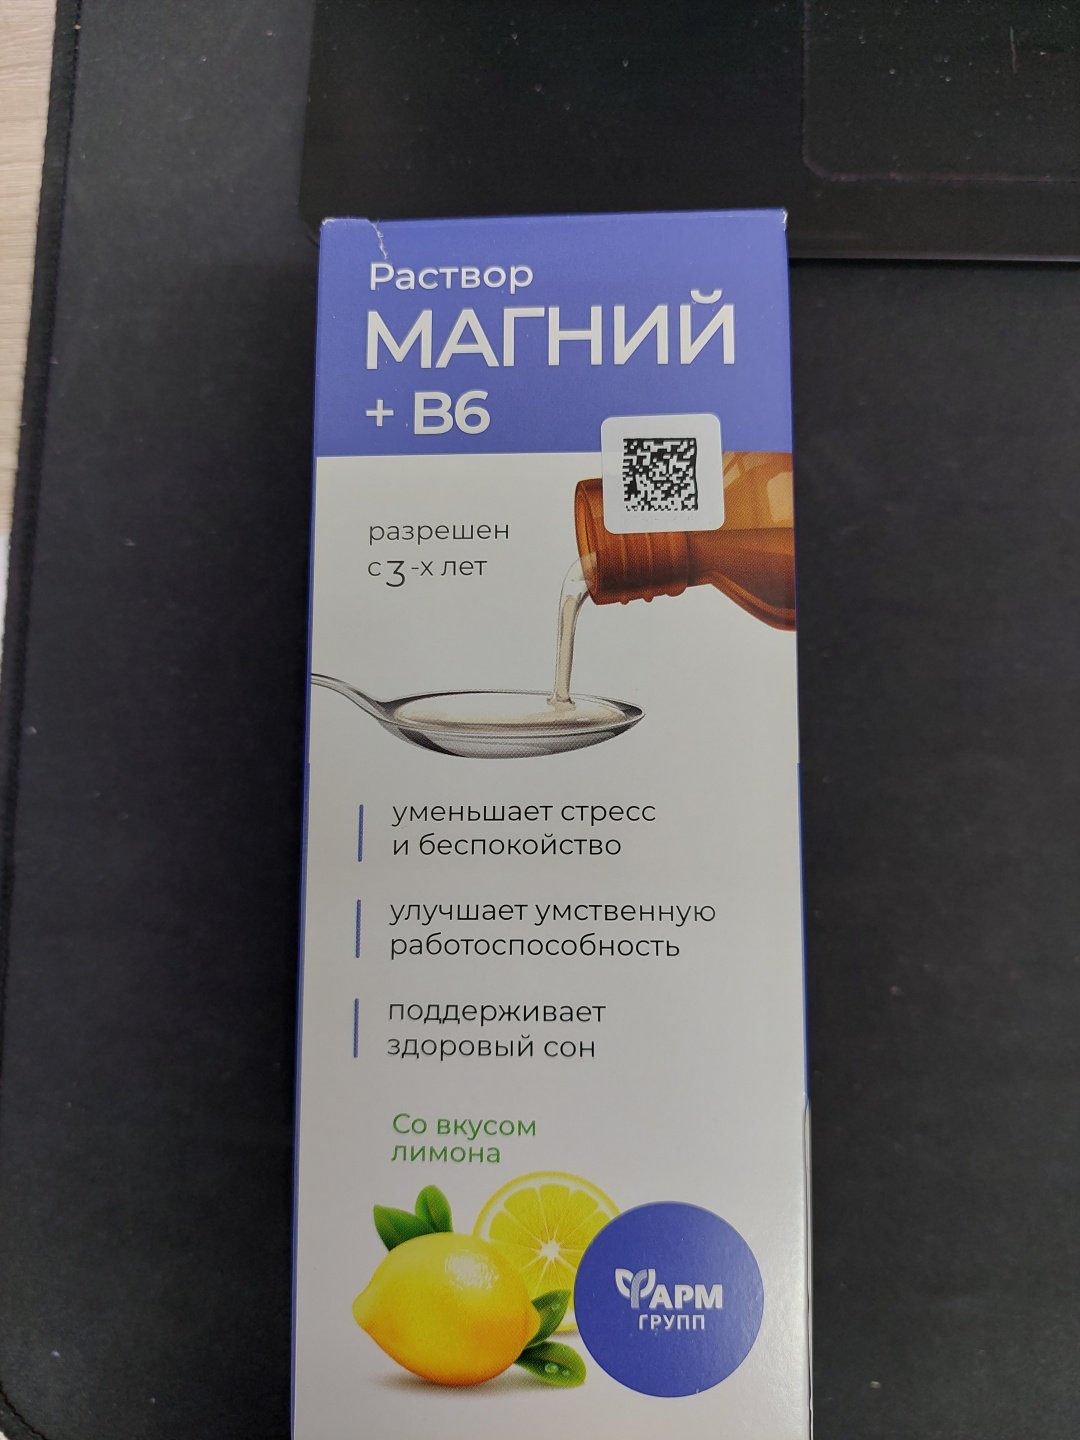 Раствор
МАГНИЙ
+ В6
разрешен
с 3-х лет
уменьшает стресс
и беспокойство
улучшает умственную
работоспособность
поддерживает
здоровый сон
Со вкусом
лимона
ФАРМ
ГРУПП